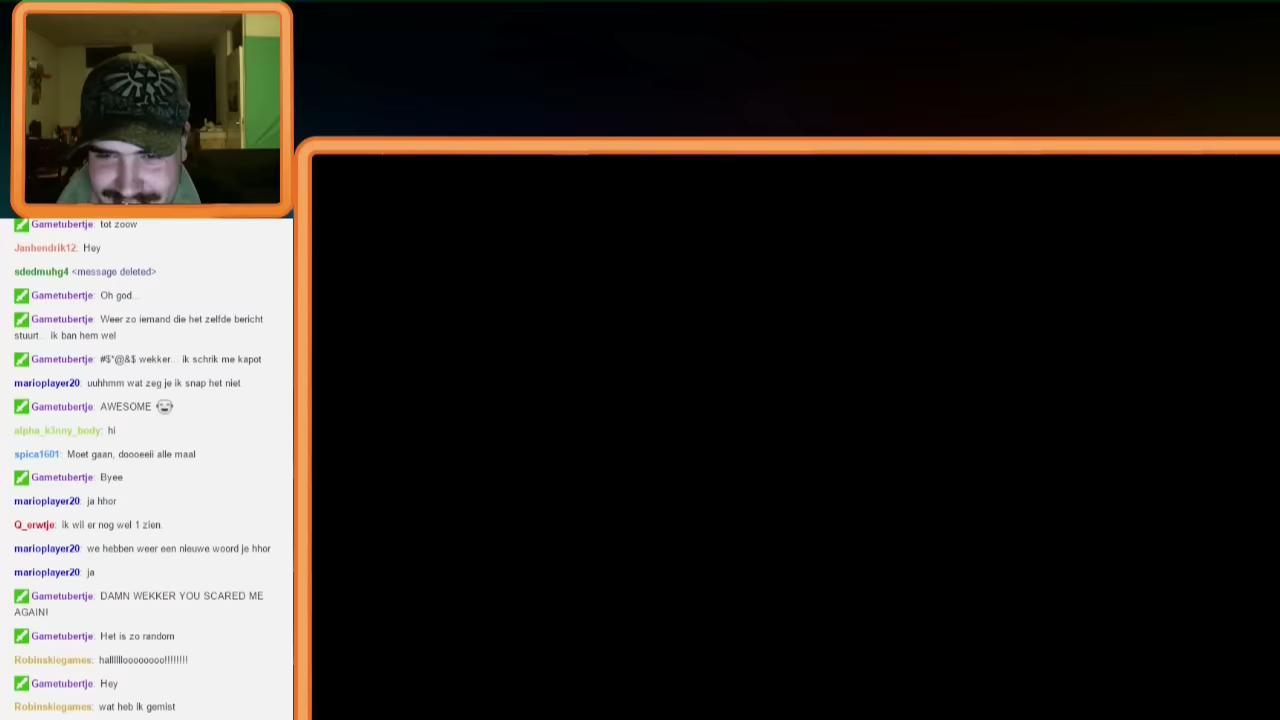 Gametubertje: tot zoow
Janhendrik12: Hey
sdedmuhg4 <message deleted>
Gametubertje: Oh god...
Gametubertje: Weer zo iemand die het zelfde bericht
stuurt... ik ban hem wel
Gametubertje: #$*@&$ wekker... ik schrik me kapot
marioplayer20: uuhhmm wat zeg je ik snap het niet
Gametubertje: AWESOME
alpha_k3nny_body: hi
spica1601: Moet gaan, doooeeii alle maal
Gametubertje: Byee
marioplayer20: ja hhor
Q_erwtje: ik wil er nog wel 1 zien.
marioplayer20: we hebben weer een nieuwe woord je hhor
marioplayer20: ja
Gametubertje: DAMN WEKKER YOU SCARED ME
AGAIN!
Gametubertje: Het is zo random
Robinskiegames: halllllloooooooo!!!!!!!!
Gametubertje: Hey
Robinskiegames: wat heb ik gemist